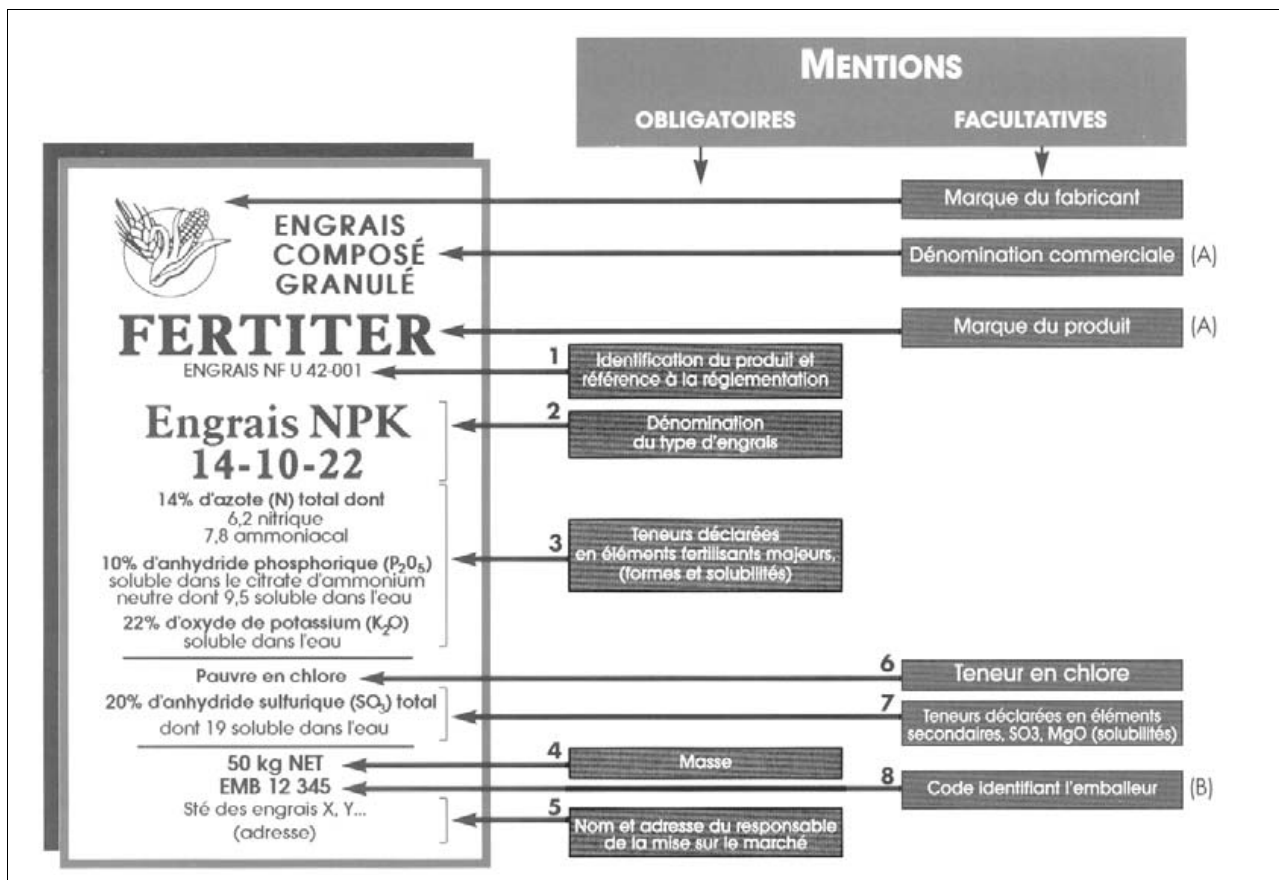 MENTIONS
OBLIGATOIRES
FACULTATIVES
Marque du fabricant
ENGRAIS
COMPOSÉ
GRANULÉ
Dénomination commerciale (A)
FERTITER
Marque du produit (A)
ENGRAIS NF U 42-001
1
Identification du produit et
référence à la réglementation
Engrais NPK
14-10-22
2
Dénomination
du type d'engrais
14% d'azote (N) total dont
6,2 nitrique
7,8 ammoniacal
10% d'anhydride phosphorique (P₂0₅)
soluble dans le citrate d'ammonium
neutre dont 9,5 soluble dans l'eau
22% d'oxyde de potassium (K₂O)
soluble dans l'eau
3
Teneurs déclarées
en éléments fertilisants majeurs,
(formes et solubilités)
Pauvre en chlore
6
Teneur en chlore
20% d'anhydride sulfurique (SO₃) total
dont 19 soluble dans l'eau
7
Teneurs déclarées en éléments
secondaires, SO3, MgO (solubilités)
50 kg NET
4
Masse
EMB 12 345
8
Code identifiant l'emballeur (B)
Sté des engrais X, Y...
(adresse)
5
Nom et adresse du responsable
de la mise sur le marché